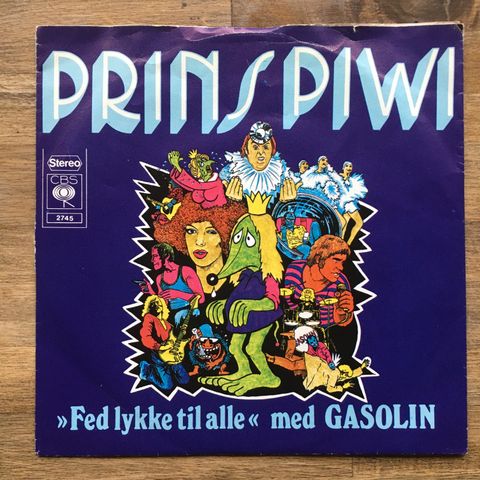 PRINS PIWI
Stereo
CBS
2745
»Fed lykke til alle« med GASOLIN